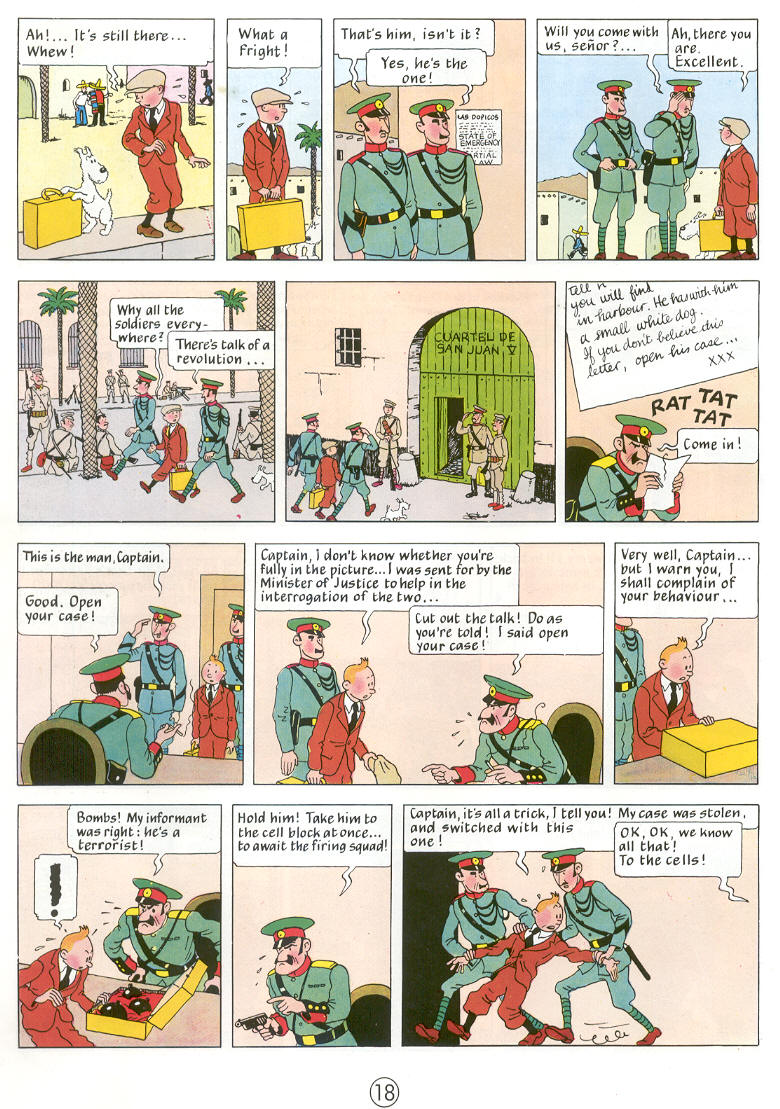 Ah!... It's still there...
Whew!
What a
fright!
That's him, isn't it?
Yes, he's the
one!
LAS DOPICOS
STATE OF
EMERGENCY
LAW
Will you come with
us, señor?...
Ah, there you
are.
Excellent.
Why all the
soldiers every-
where?
There's talk of a
revolution...
CUARTEL DE
SAN JUAN V
you will find
in harbour. He has with him
a small white dog.
If you don't believe this
letter, open his case...
XXX
RAT TAT
TAT
Come in!
This is the man, Captain.
Good. Open
your case!
Captain, I don't know whether you're
fully in the picture... I was sent for by the
Minister of Justice to help in the
interrogation of the two...
Cut out the talk! Do as
you're told! I said open
your case!
Very well, Captain...
but I warn you, I
shall complain of
your behaviour...
!
Bombs! My informant
was right: he's a
terrorist!
Hold him! Take him to
the cell block at once...
to await the firing squad!
Captain, it's all a trick, I tell you! My case was stolen,
and switched with this
one!
OK, OK, we know
all that!
To the cells!
18